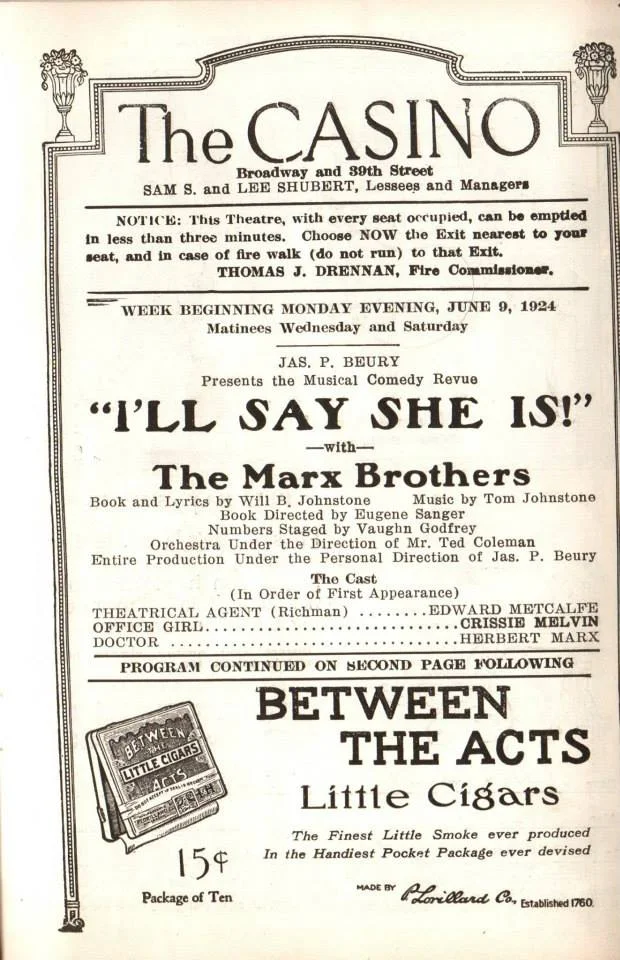 The CASINO
Broadway and 39th Street
SAM S. and LEE SHUBERT, Lessees and Managers
NOTICE: This Theatre, with every seat occupied, can be emptied
in less than three minutes. Choose NOW the Exit nearest to your
seat, and in case of fire walk (do not run) to that Exit.
THOMAS J. DRENNAN, Fire Commissioner.
WEEK BEGINNING MONDAY EVENING, JUNE 9, 1924
Matinees Wednesday and Saturday
JAS. P. BEURY
Presents the Musical Comedy Revue
"I'LL SAY SHE IS!"
—with—
The Marx Brothers
Book and Lyrics by Will B. Johnstone Music by Tom Johnstone
Book Directed by Eugene Sanger
Numbers Staged by Vaughn Godfrey
Orchestra Under the Direction of Mr. Ted Coleman
Entire Production Under the Personal Direction of Jas. P. Beury
The Cast
(In Order of First Appearance)
THEATRICAL AGENT (Richman) ........EDWARD METCALFE
OFFICE GIRL............................CRISSIE MELVIN
DOCTOR ................................HERBERT MARX
PROGRAM CONTINUED ON SECOND PAGE FOLLOWING
BETWEEN
THE ACTS
Little Cigars
BETWEEN
THE
LITTLE CIGARS
ACTS
The Finest Little Smoke ever produced
In the Handiest Pocket Package ever devised
15¢
Package of Ten
MADE BY P. Lorillard Co., Established 1760.